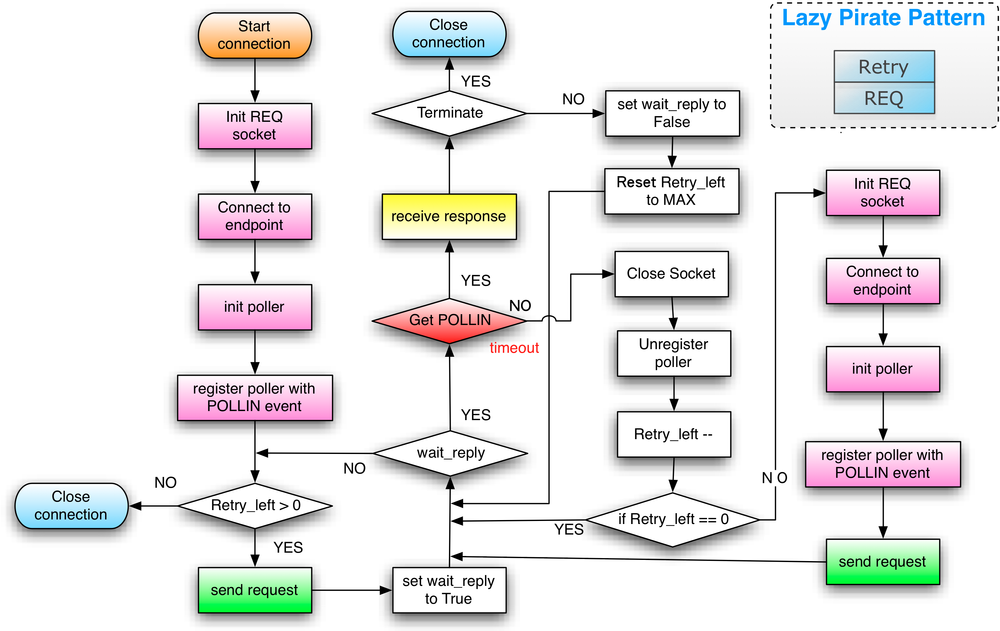 Lazy Pirate Pattern
Retry
REQ
Start
connection
Init REQ
socket
Connect to
endpoint
init poller
register poller with
POLLIN event
Retry_left > 0
NO
Close
connection
YES
send request
set wait_reply
to True
wait_reply
NO
YES
Get POLLIN
NO
timeout
YES
receive response
Terminate
YES
Close
connection
NO
set wait_reply to
False
Reset Retry_left
to MAX
Close Socket
Unregister
poller
Retry_left --
if Retry_left == 0
YES
N O
Init REQ
socket
Connect to
endpoint
init poller
register poller with
POLLIN event
send request